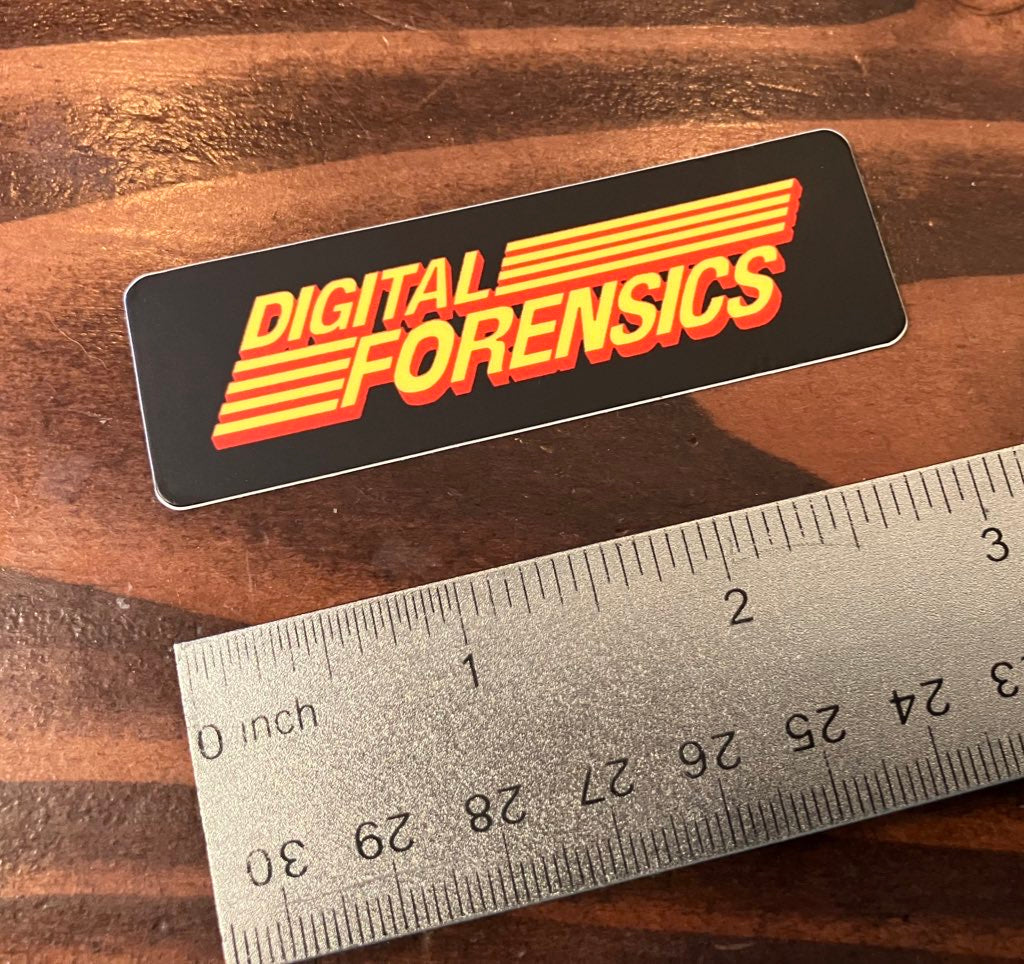 DIGITAL
FORENSICS
0 inch 1 2 3
30 29 28 27 26 25 24 23